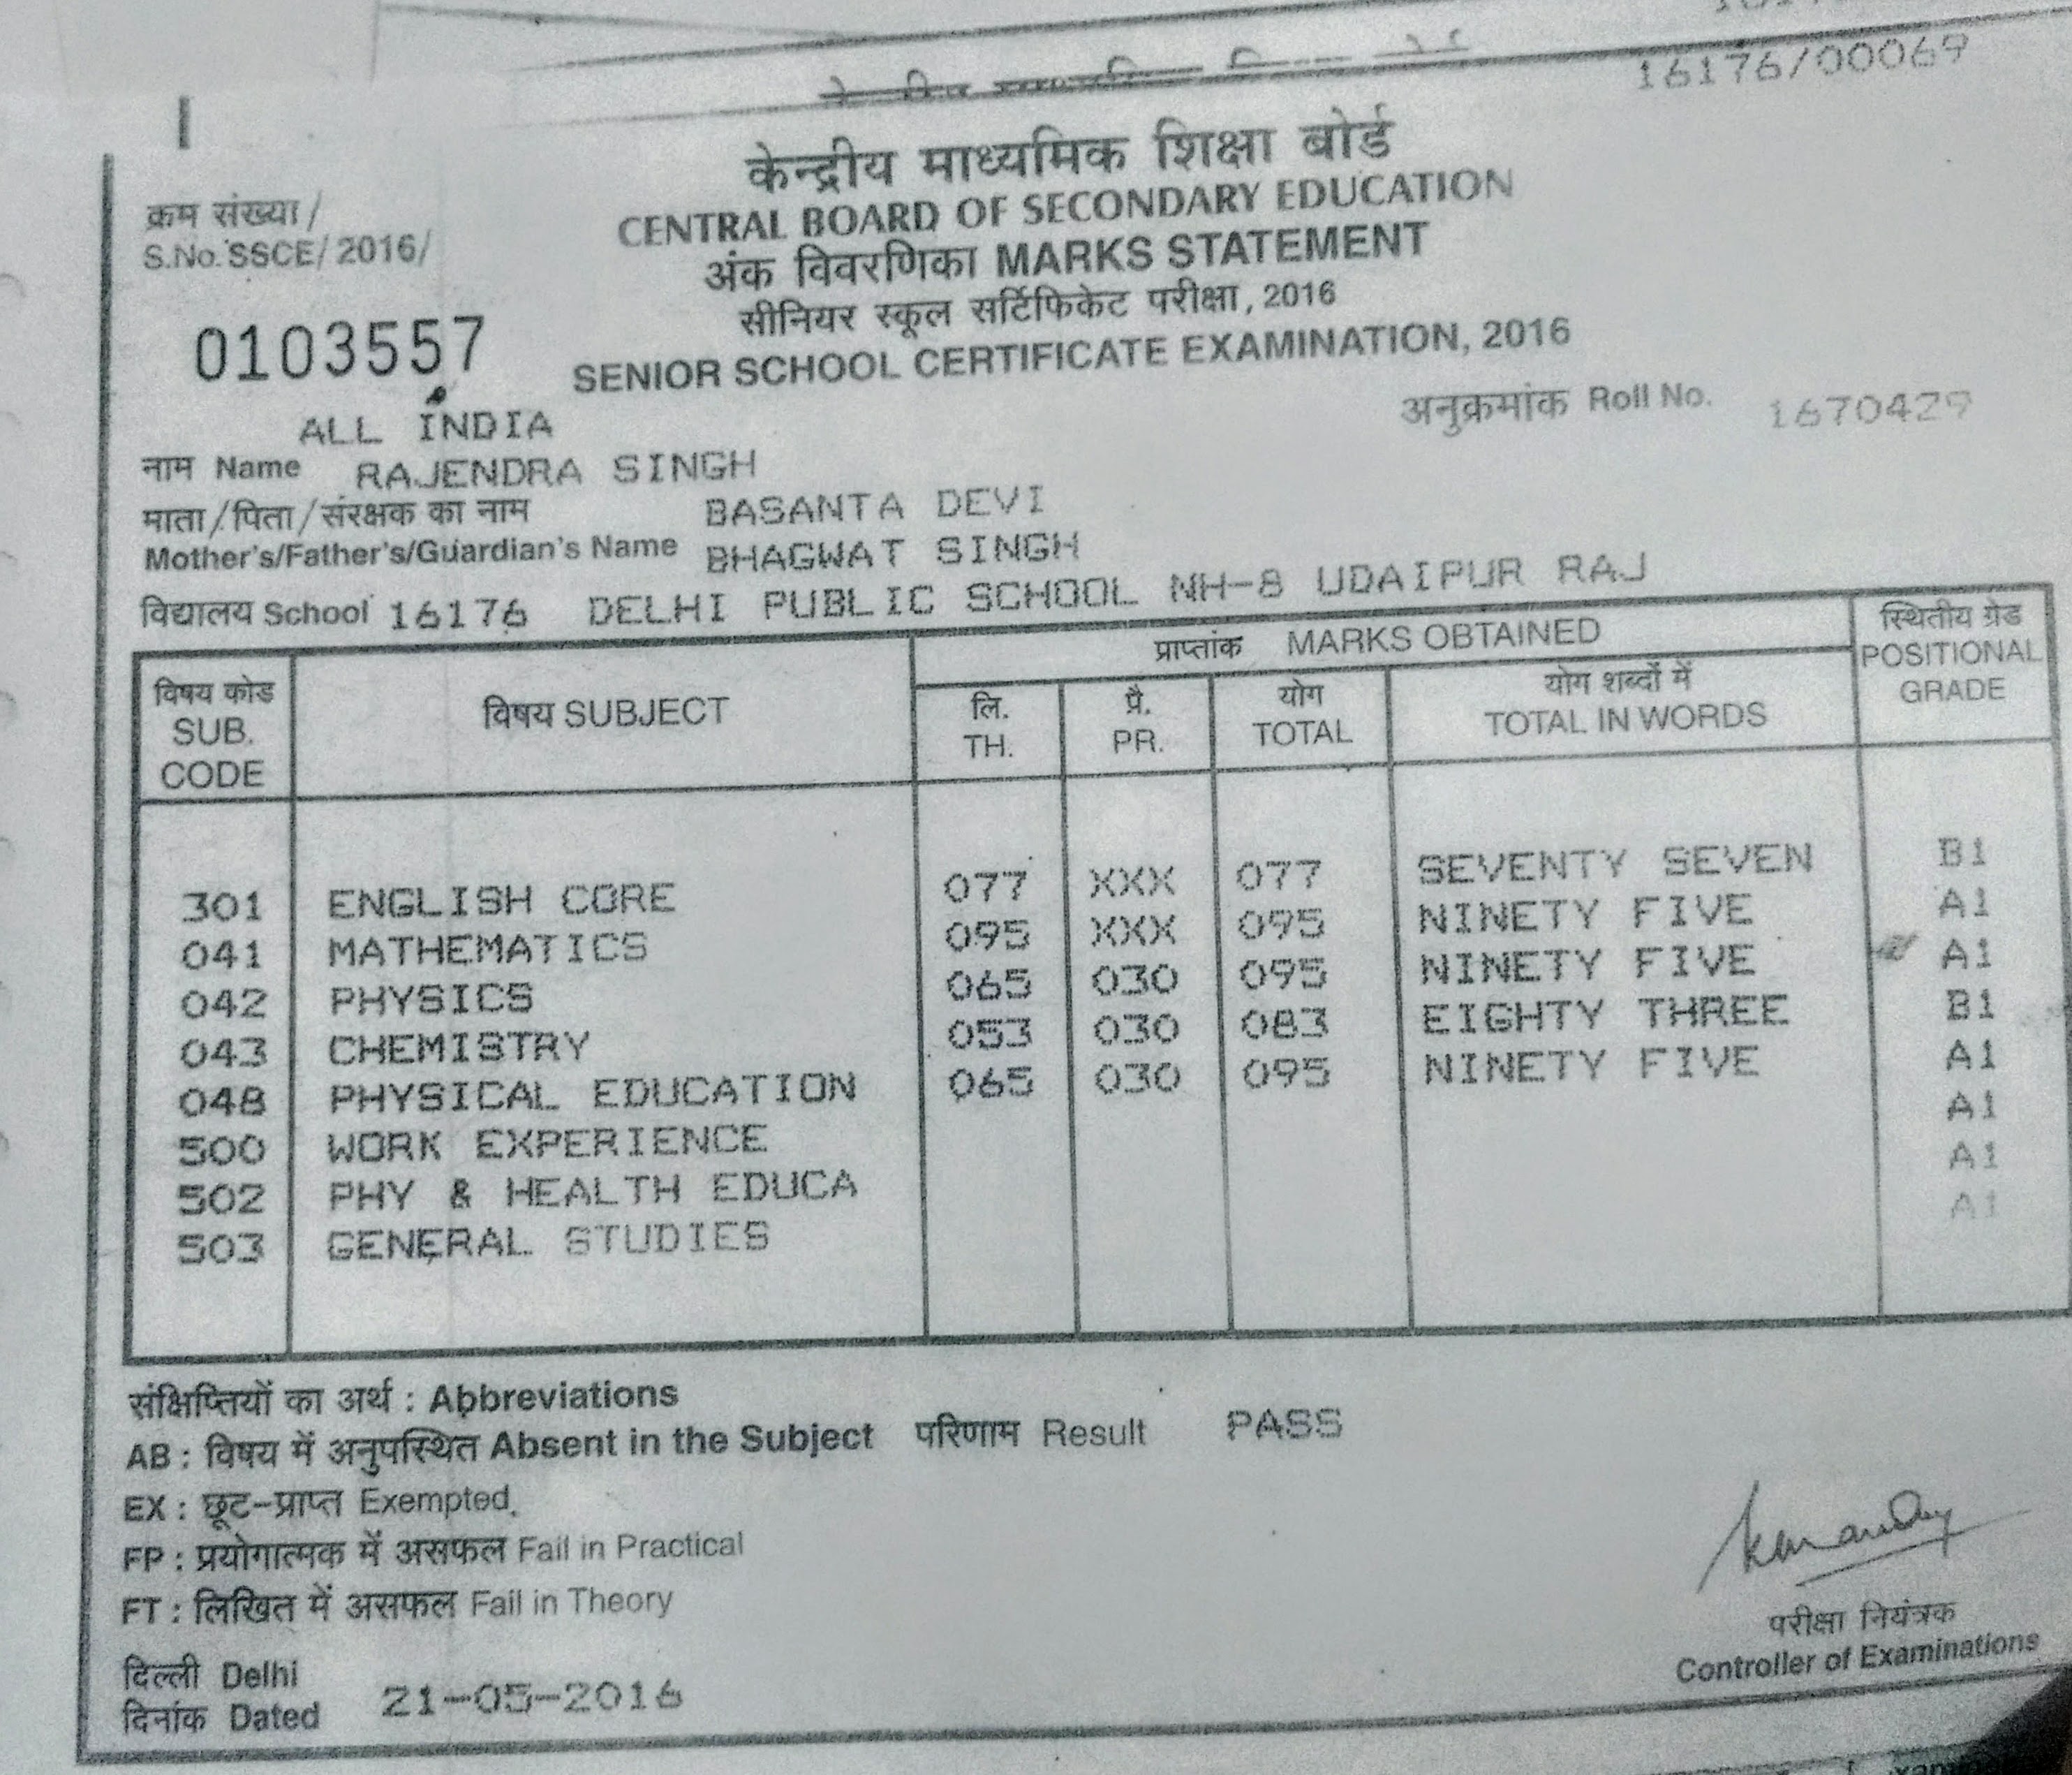 16176/00069
केन्द्रीय माध्यमिक शिक्षा बोर्ड
CENTRAL BOARD OF SECONDARY EDUCATION
अंक विवरणिका MARKS STATEMENT
सीनियर स्कूल सर्टिफिकेट परीक्षा, 2016
SENIOR SCHOOL CERTIFICATE EXAMINATION, 2016
क्रम संख्या /
S.No. SSCE/ 2016/
0103557
अनुक्रमांक Roll No. 1670429
ALL INDIA
नाम Name RAJENDRA SINGH
माता/पिता/संरक्षक का नाम BASANTA DEVI
Mother's/Father's/Guardian's Name BHAGWAT SINGH
विद्यालय School 16176 DELHI PUBLIC SCHOOL NH-8 UDAIPUR RAJ
विषय कोड SUB. CODE विषय SUBJECT प्राप्तांक MARKS OBTAINED स्थितीय ग्रेड POSITIONAL GRADE
लि. TH. प्रै. PR. योग TOTAL योग शब्दों में TOTAL IN WORDS
301 ENGLISH CORE 077 XXX 077 SEVENTY SEVEN B1
041 MATHEMATICS 095 XXX 095 NINETY FIVE A1
042 PHYSICS 065 030 095 NINETY FIVE A1
043 CHEMISTRY 053 030 083 EIGHTY THREE B1
048 PHYSICAL EDUCATION 065 030 095 NINETY FIVE A1
500 WORK EXPERIENCE A1
502 PHY & HEALTH EDUCA A1
503 GENERAL STUDIES A1
संक्षिप्तियों का अर्थ : Abbreviations
AB : विषय में अनुपस्थित Absent in the Subject परिणाम Result PASS
EX : छूट-प्राप्त Exempted.
FP : प्रयोगात्मक में असफल Fail in Practical
FT : लिखित में असफल Fail in Theory
परीक्षा नियंत्रक
Controller of Examinations
दिल्ली Delhi
दिनांक Dated 21-05-2016